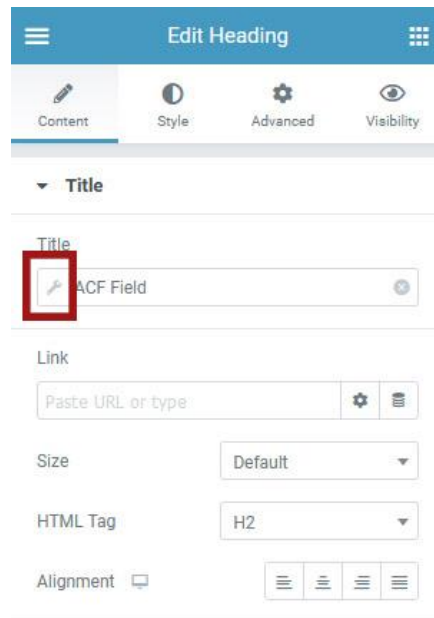 Edit Heading
Content Style Advanced Visibility
Title
Title
ACF Field
Link
Paste URL or type
Size Default
HTML Tag H2
Alignment